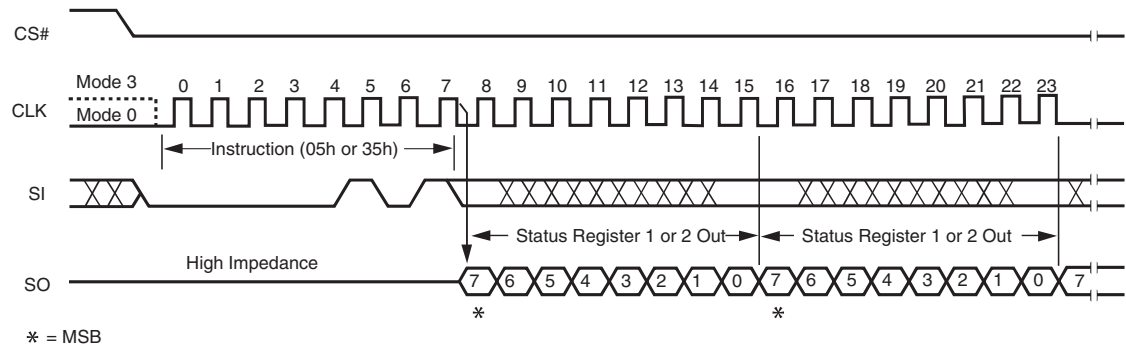 CS#
Mode 3
0 1 2 3 4 5 6 7 8 9 10 11 12 13 14 15 16 17 18 19 20 21 22 23
CLK
Mode 0
Instruction (05h or 35h)
SI
Status Register 1 or 2 Out
Status Register 1 or 2 Out
High Impedance
SO
7 6 5 4 3 2 1 0 7 6 5 4 3 2 1 0 7
* *
* = MSB